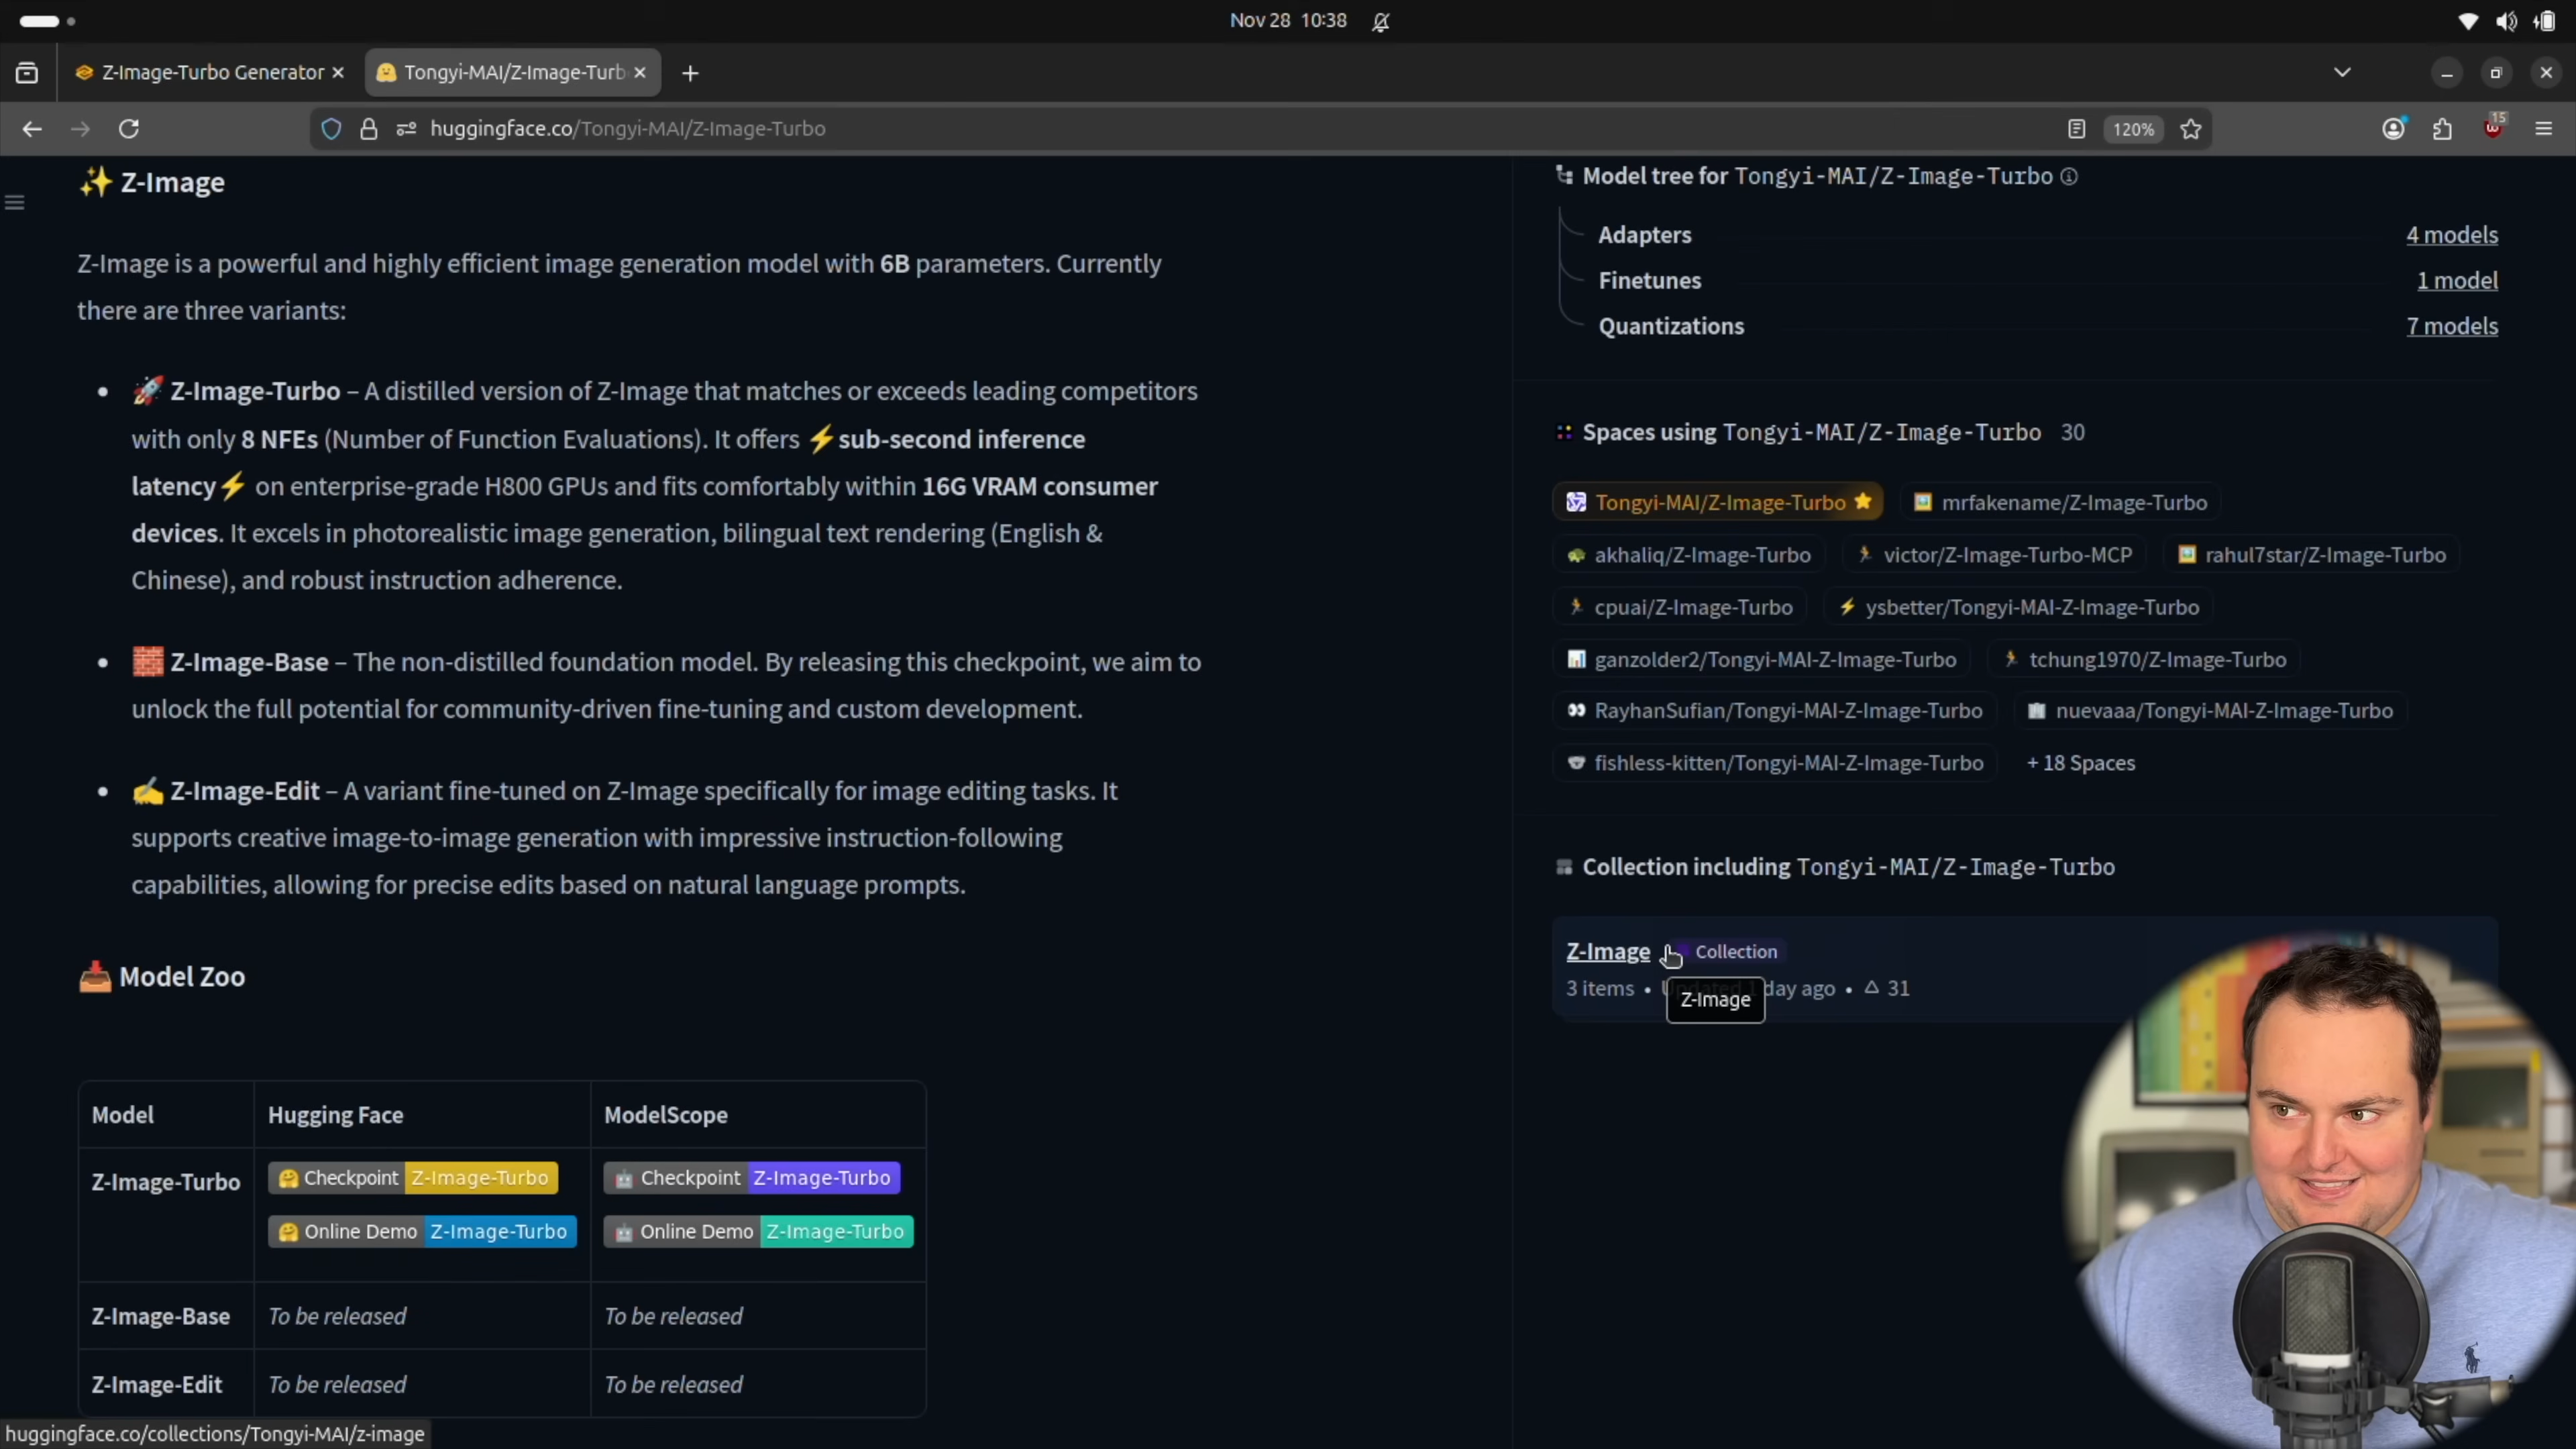 Nov 28 10:38
Z-Image-Turbo Generator
Tongyi-MAI/Z-Image-Turb
huggingface.co/Tongyi-MAI/Z-Image-Turbo
120%
15
✨ Z-Image
Z-Image is a powerful and highly efficient image generation model with 6B parameters. Currently
there are three variants:
• 🚀 Z-Image-Turbo – A distilled version of Z-Image that matches or exceeds leading competitors
with only 8 NFEs (Number of Function Evaluations). It offers ⚡sub-second inference
latency⚡ on enterprise-grade H800 GPUs and fits comfortably within 16G VRAM consumer
devices. It excels in photorealistic image generation, bilingual text rendering (English &
Chinese), and robust instruction adherence.
• 🧱 Z-Image-Base – The non-distilled foundation model. By releasing this checkpoint, we aim to
unlock the full potential for community-driven fine-tuning and custom development.
• ✍️ Z-Image-Edit – A variant fine-tuned on Z-Image specifically for image editing tasks. It
supports creative image-to-image generation with impressive instruction-following
capabilities, allowing for precise edits based on natural language prompts.
📥 Model Zoo
Model Hugging Face ModelScope
Z-Image-Turbo 🤗 Checkpoint Z-Image-Turbo 🤖 Checkpoint Z-Image-Turbo
🤗 Online Demo Z-Image-Turbo 🤖 Online Demo Z-Image-Turbo
Z-Image-Base To be released To be released
Z-Image-Edit To be released To be released
Model tree for Tongyi-MAI/Z-Image-Turbo
Adapters 4 models
Finetunes 1 model
Quantizations 7 models
Spaces using Tongyi-MAI/Z-Image-Turbo 30
Tongyi-MAI/Z-Image-Turbo ⭐ mrfakename/Z-Image-Turbo
akhaliq/Z-Image-Turbo victor/Z-Image-Turbo-MCP rahul7star/Z-Image-Turbo
cpuai/Z-Image-Turbo ysbetter/Tongyi-MAI-Z-Image-Turbo
ganzolder2/Tongyi-MAI-Z-Image-Turbo tchung1970/Z-Image-Turbo
RayhanSufian/Tongyi-MAI-Z-Image-Turbo nuevaaa/Tongyi-MAI-Z-Image-Turbo
fishless-kitten/Tongyi-MAI-Z-Image-Turbo + 18 Spaces
Collection including Tongyi-MAI/Z-Image-Turbo
Z-Image Collection
3 items • Updated 1 day ago • 31
Z-Image
huggingface.co/collections/Tongyi-MAI/z-image